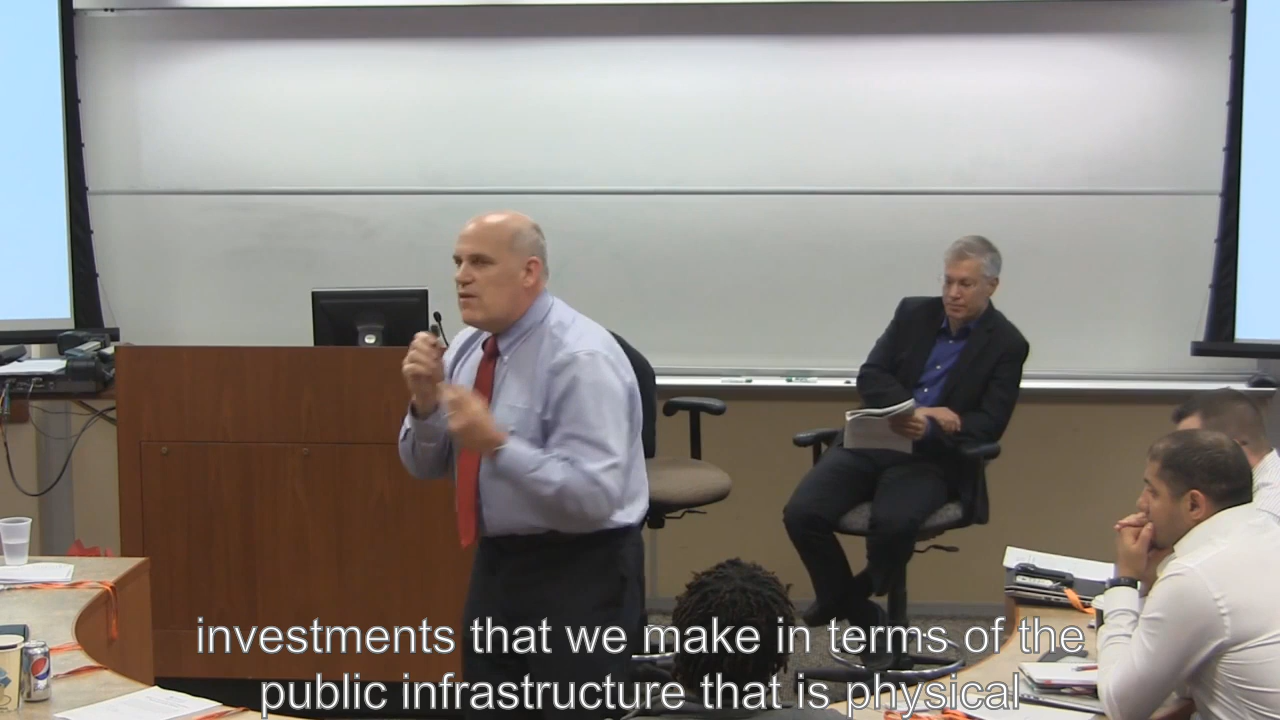 investments that we make in terms of the
public infrastructure that is physical